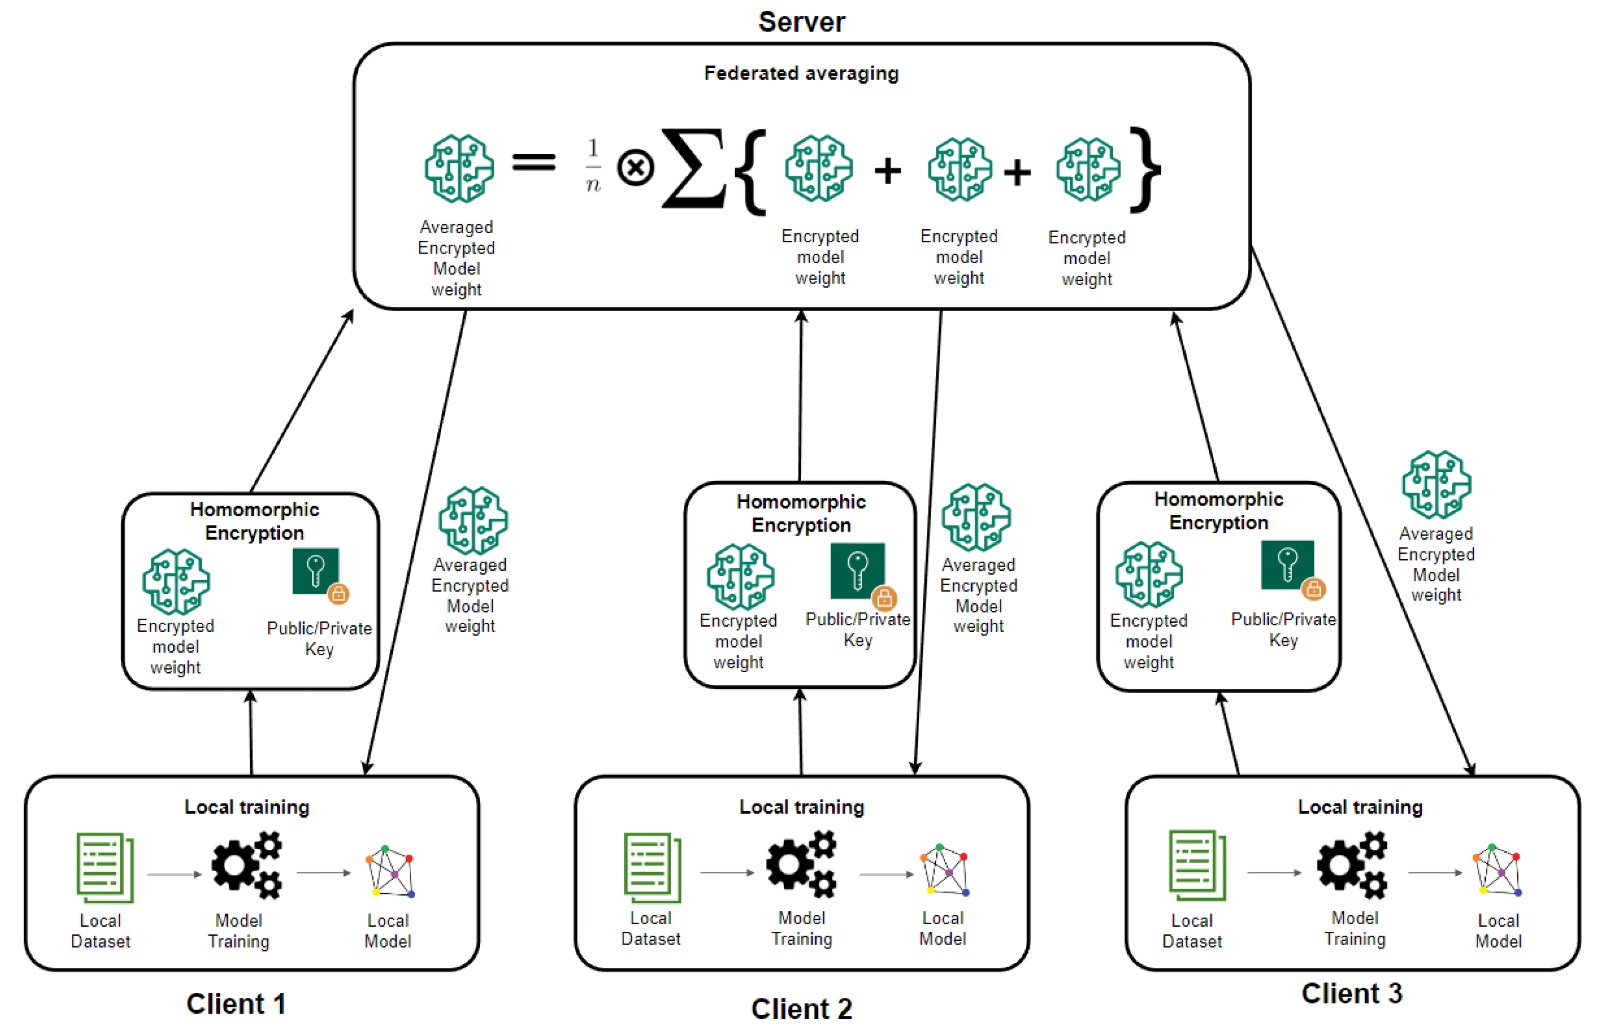 Server
Federated averaging
= 1/n ⊗ ∑ { + + }
Averaged
Encrypted
Model
weight
Encrypted
model
weight
Encrypted
model
weight
Encrypted
model
weight
Homomorphic
Encryption
Encrypted
model
weight
Public/Private
Key
Averaged
Encrypted
Model
weight
Homomorphic
Encryption
Encrypted
model
weight
Public/Private
Key
Averaged
Encrypted
Model
weight
Homomorphic
Encryption
Encrypted
model
weight
Public/Private
Key
Averaged
Encrypted
Model
weight
Local training
Local
Dataset
Model
Training
Local
Model
Client 1
Local training
Local
Dataset
Model
Training
Local
Model
Client 2
Local training
Local
Dataset
Model
Training
Local
Model
Client 3